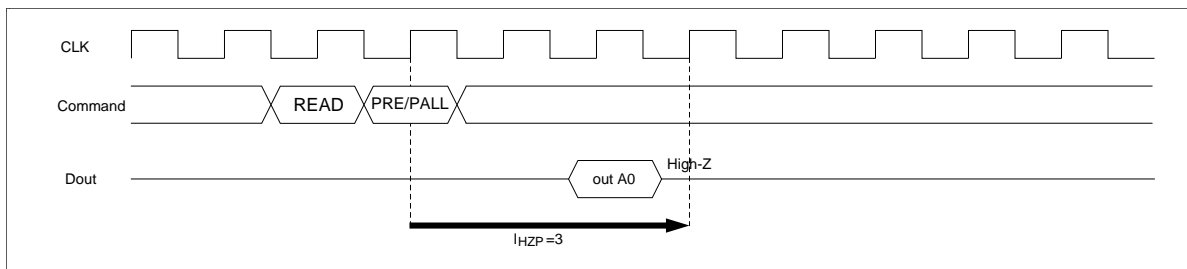 CLK
Command
READ
PRE/PALL
Dout
out A0
High-Z
lHZP=3